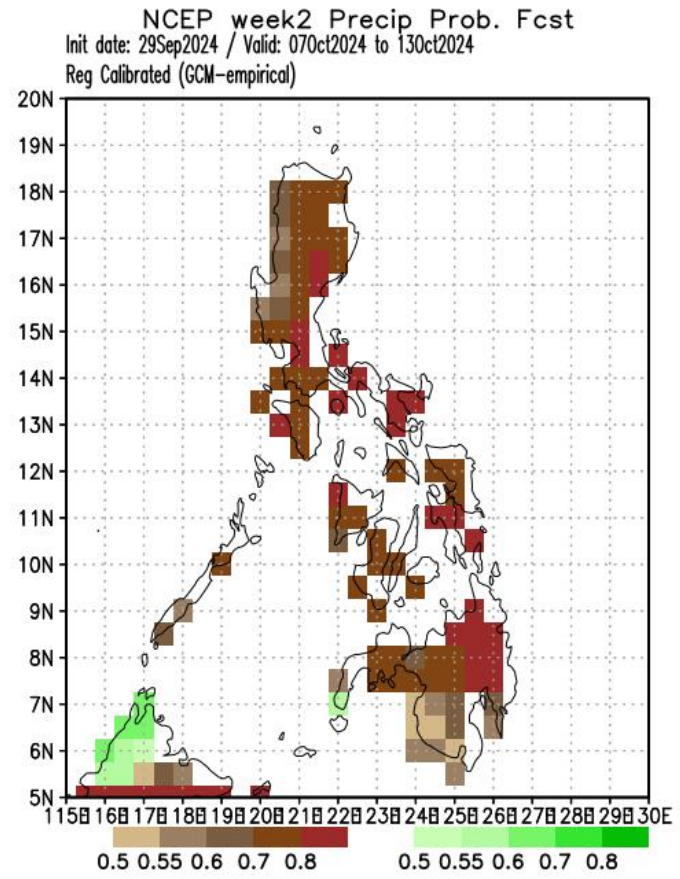 NCEP week2 Precip Prob. Fcst
Init date: 29Sep2024 / Valid: 07Oct2024 to 13Oct2024
Reg Calibrated (GCM-empirical)
20N
19N
18N
17N
16N
15N
14N
13N
12N
11N
10N
9N
8N
7N
6N
5N
115E 116E 117E 118E 119E 120E 121E 122E 123E 124E 125E 126E 127E 128E 129E 130E
0.5 0.55 0.6 0.7 0.8 0.5 0.55 0.6 0.7 0.8